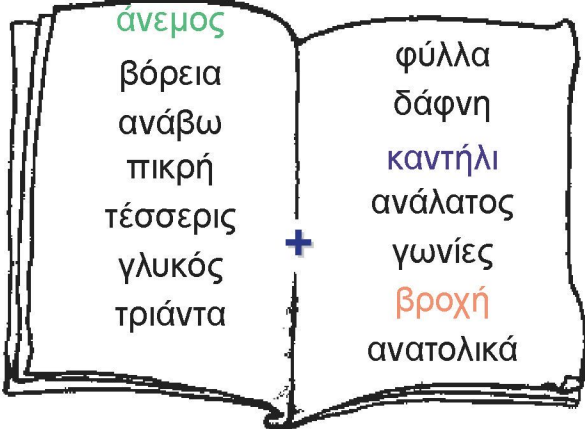 άνεμος
βόρεια
ανάβω
πικρή
τέσσερις
γλυκός
τριάντα
+
φύλλα
δάφνη
καντήλι
ανάλατος
γωνίες
βροχή
ανατολικά